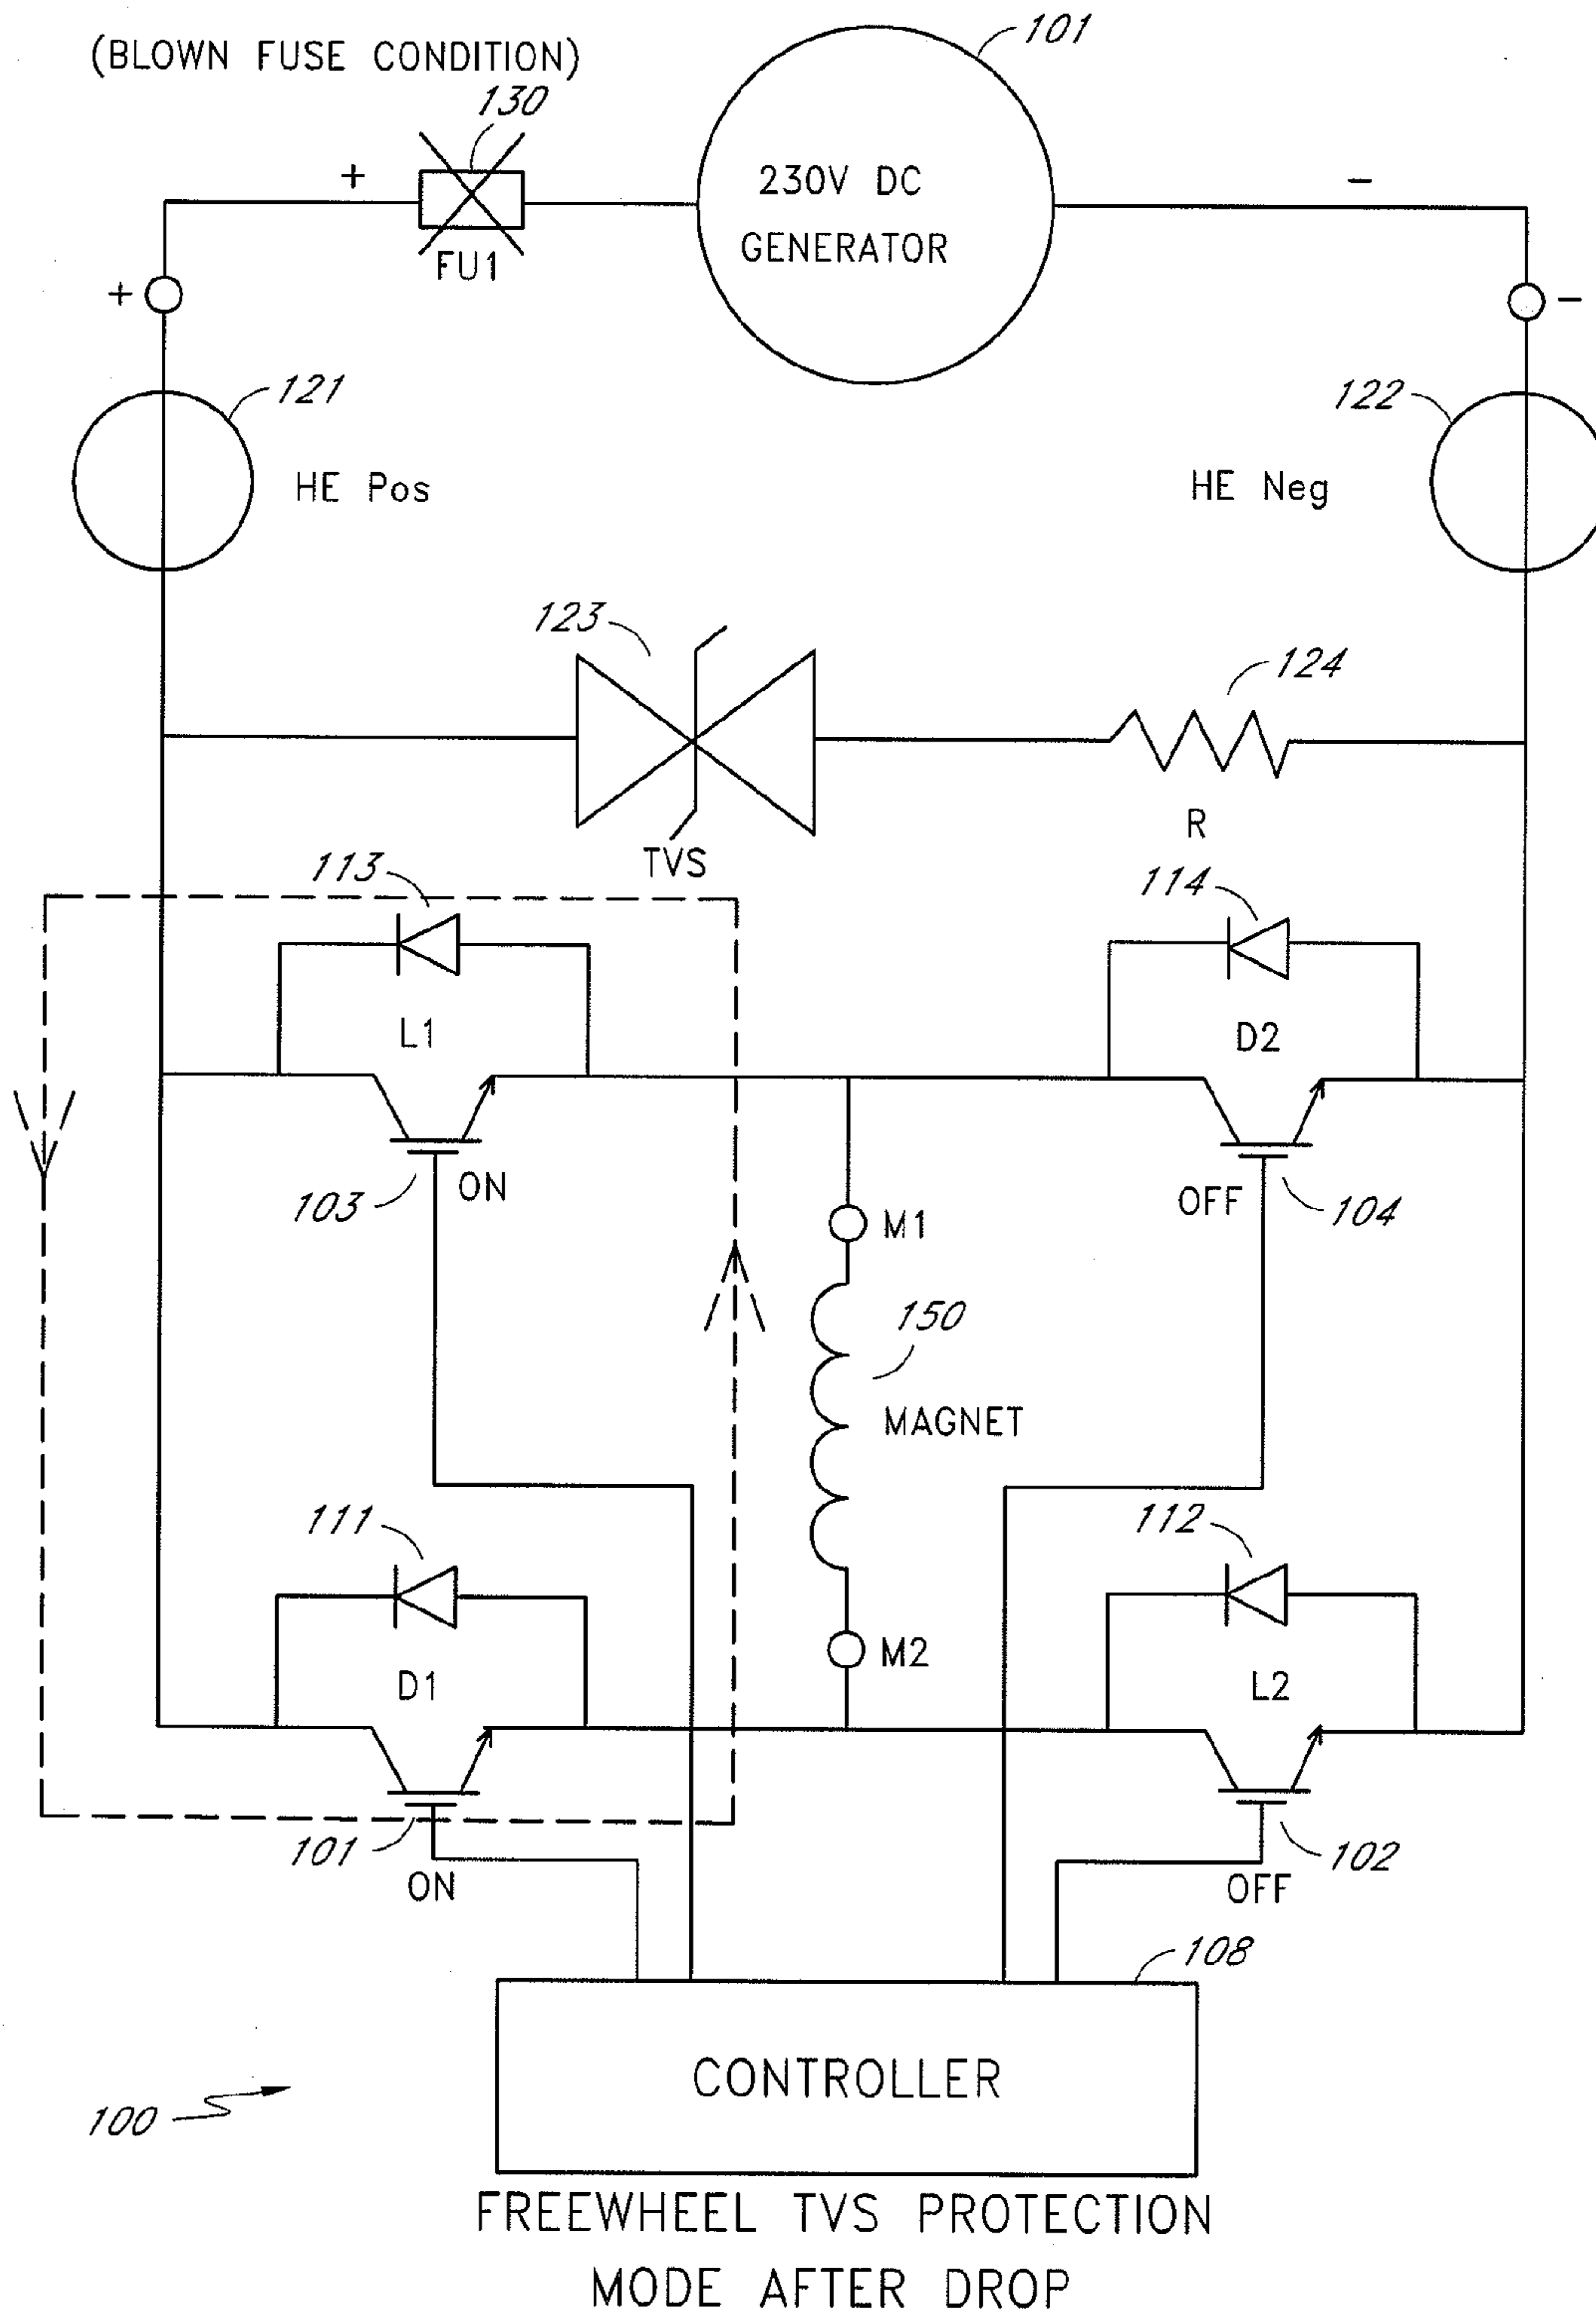 (BLOWN FUSE CONDITION)
101
130
+
-
230V DC
GENERATOR
FU1
+
-
121
122
HE Pos
HE Neg
123
124
R
TVS
113
114
L1
D2
ON
103
OFF
104
M1
150
MAGNET
111
112
M2
D1
L2
101
ON
102
OFF
108
CONTROLLER
100
FREEWHEEL TVS PROTECTION
MODE AFTER DROP